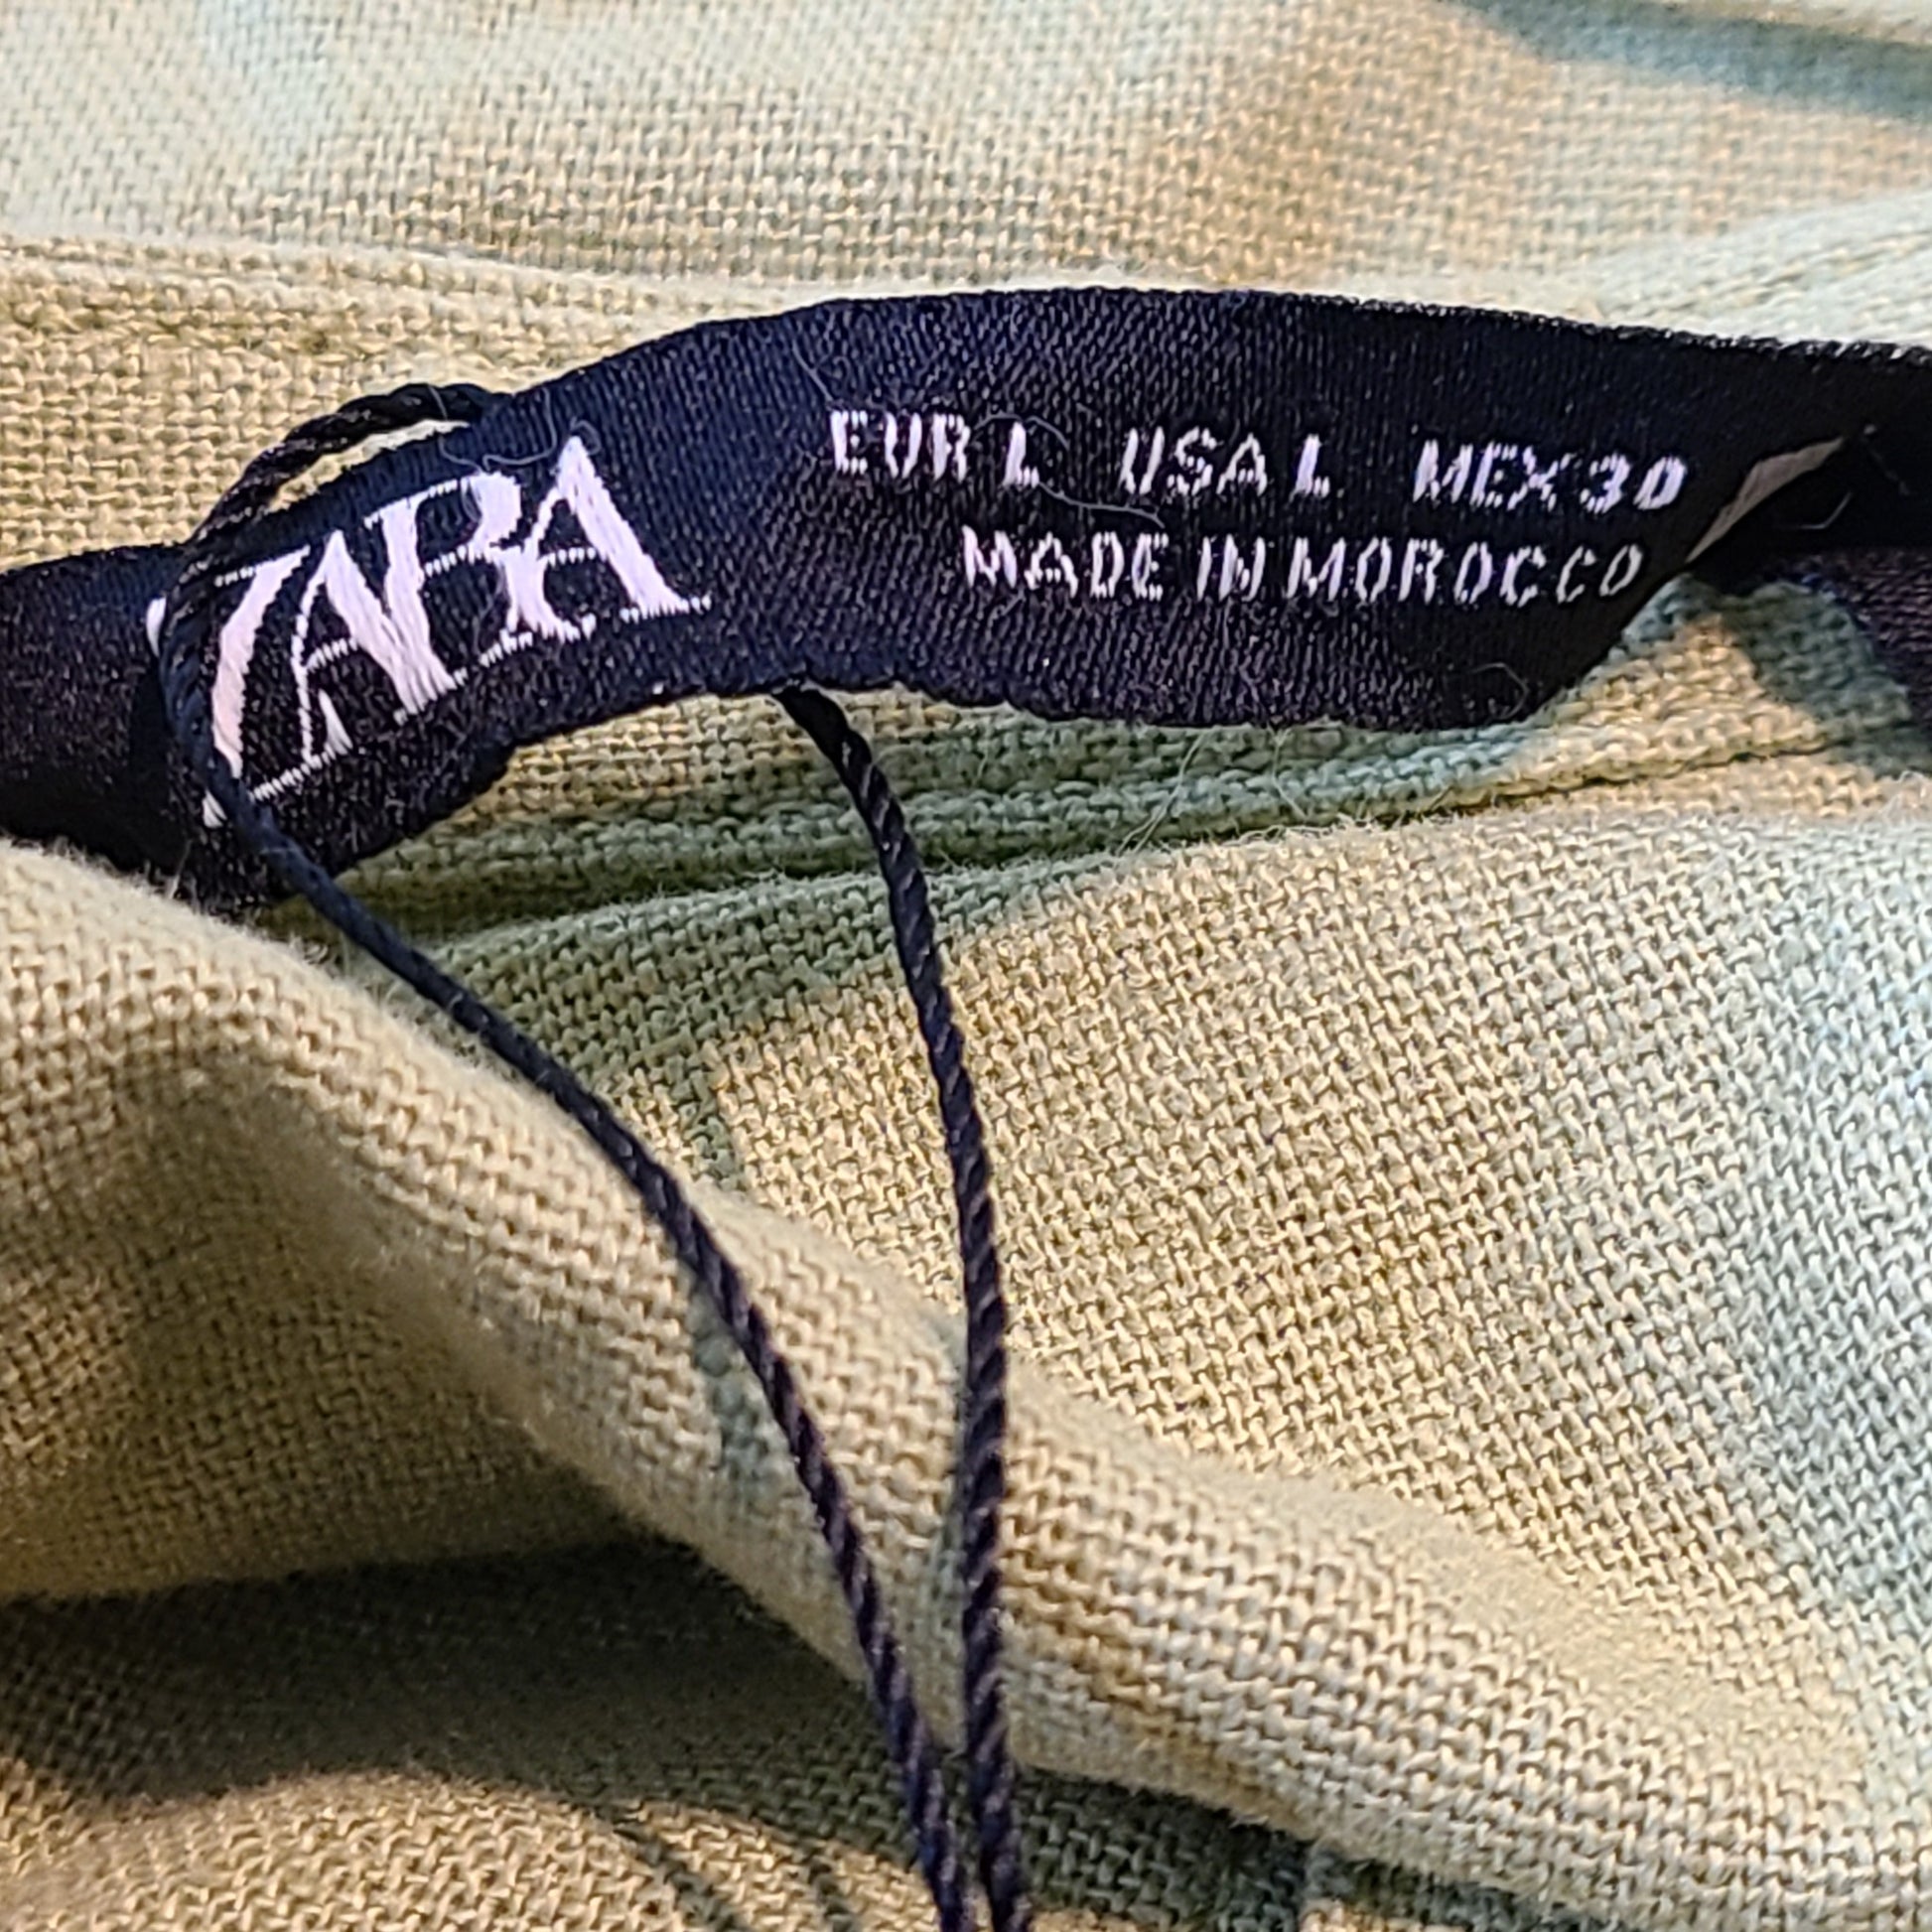 ZARA
EUR L USA L MEX 30
MADE IN MOROCCO